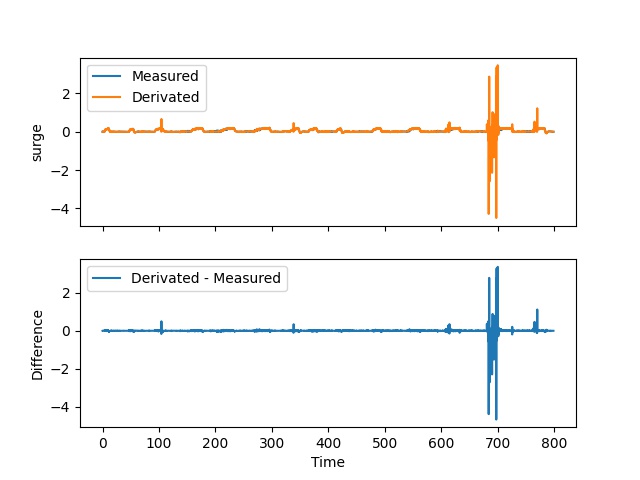 Measured
Derivated
2
0
−2
−4
surge
Derivated - Measured
2
0
−2
−4
Difference
0 100 200 300 400 500 600 700 800
Time